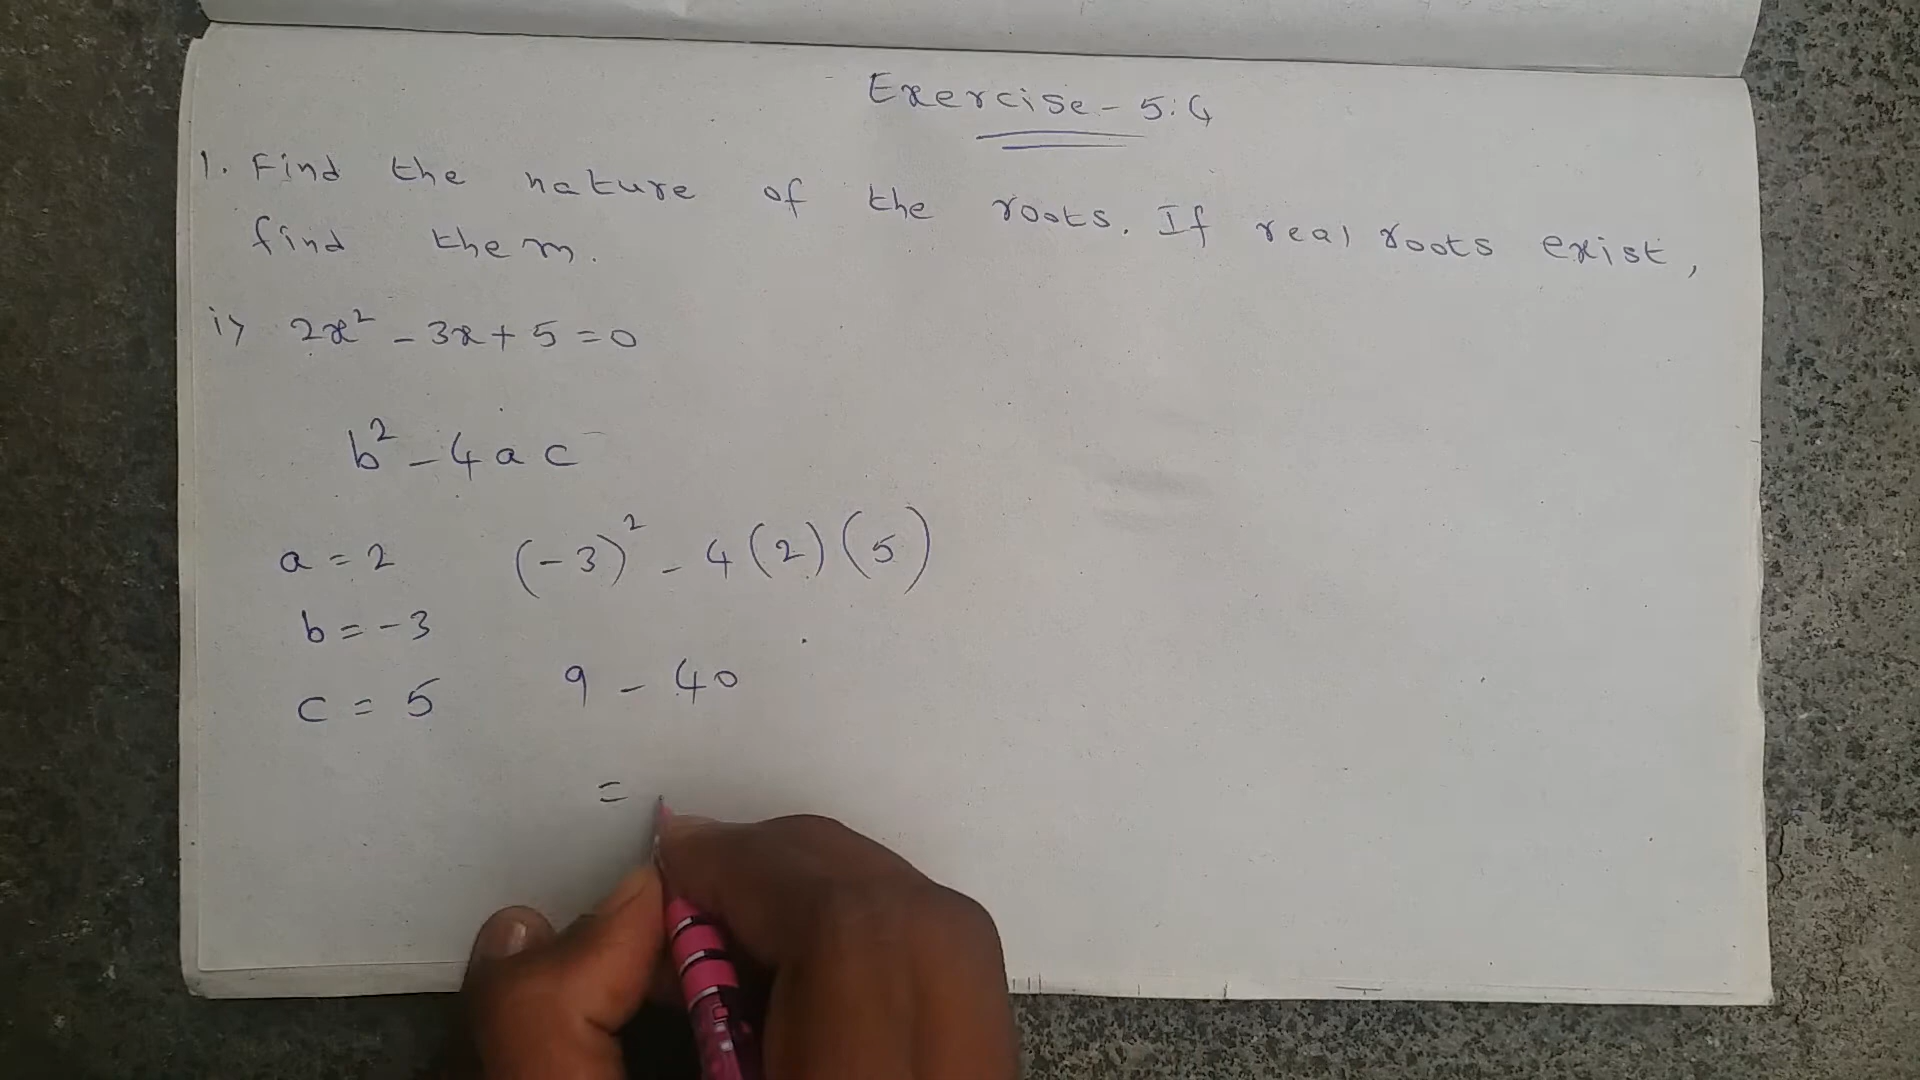 Exercise - 5.4
1. Find the nature of the roots. If real roots exist,
find them.
i) 2x² - 3x + 5 = 0
b² - 4ac
a = 2 (-3)² - 4(2)(5)
b = -3
c = 5 9 - 40
=